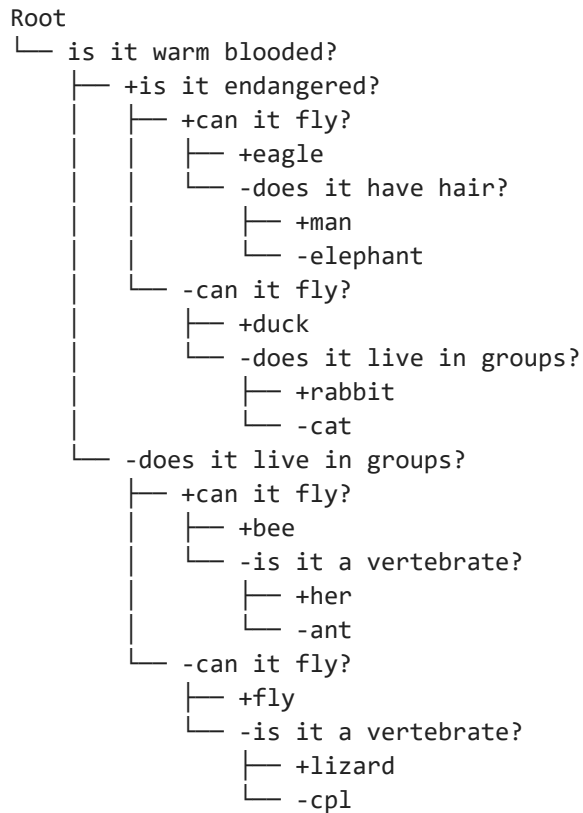 Root
└── is it warm blooded?
    ├── +is it endangered?
    │   ├── +can it fly?
    │   │   ├── +eagle
    │   │   └── -does it have hair?
    │   │       ├── +man
    │   │       └── -elephant
    │   └── -can it fly?
    │       ├── +duck
    │       └── -does it live in groups?
    │           ├── +rabbit
    │           └── -cat
    └── -does it live in groups?
        ├── +can it fly?
        │   ├── +bee
        │   └── -is it a vertebrate?
        │       ├── +her
        │       └── -ant
        └── -can it fly?
            ├── +fly
            └── -is it a vertebrate?
                ├── +lizard
                └── -cpl